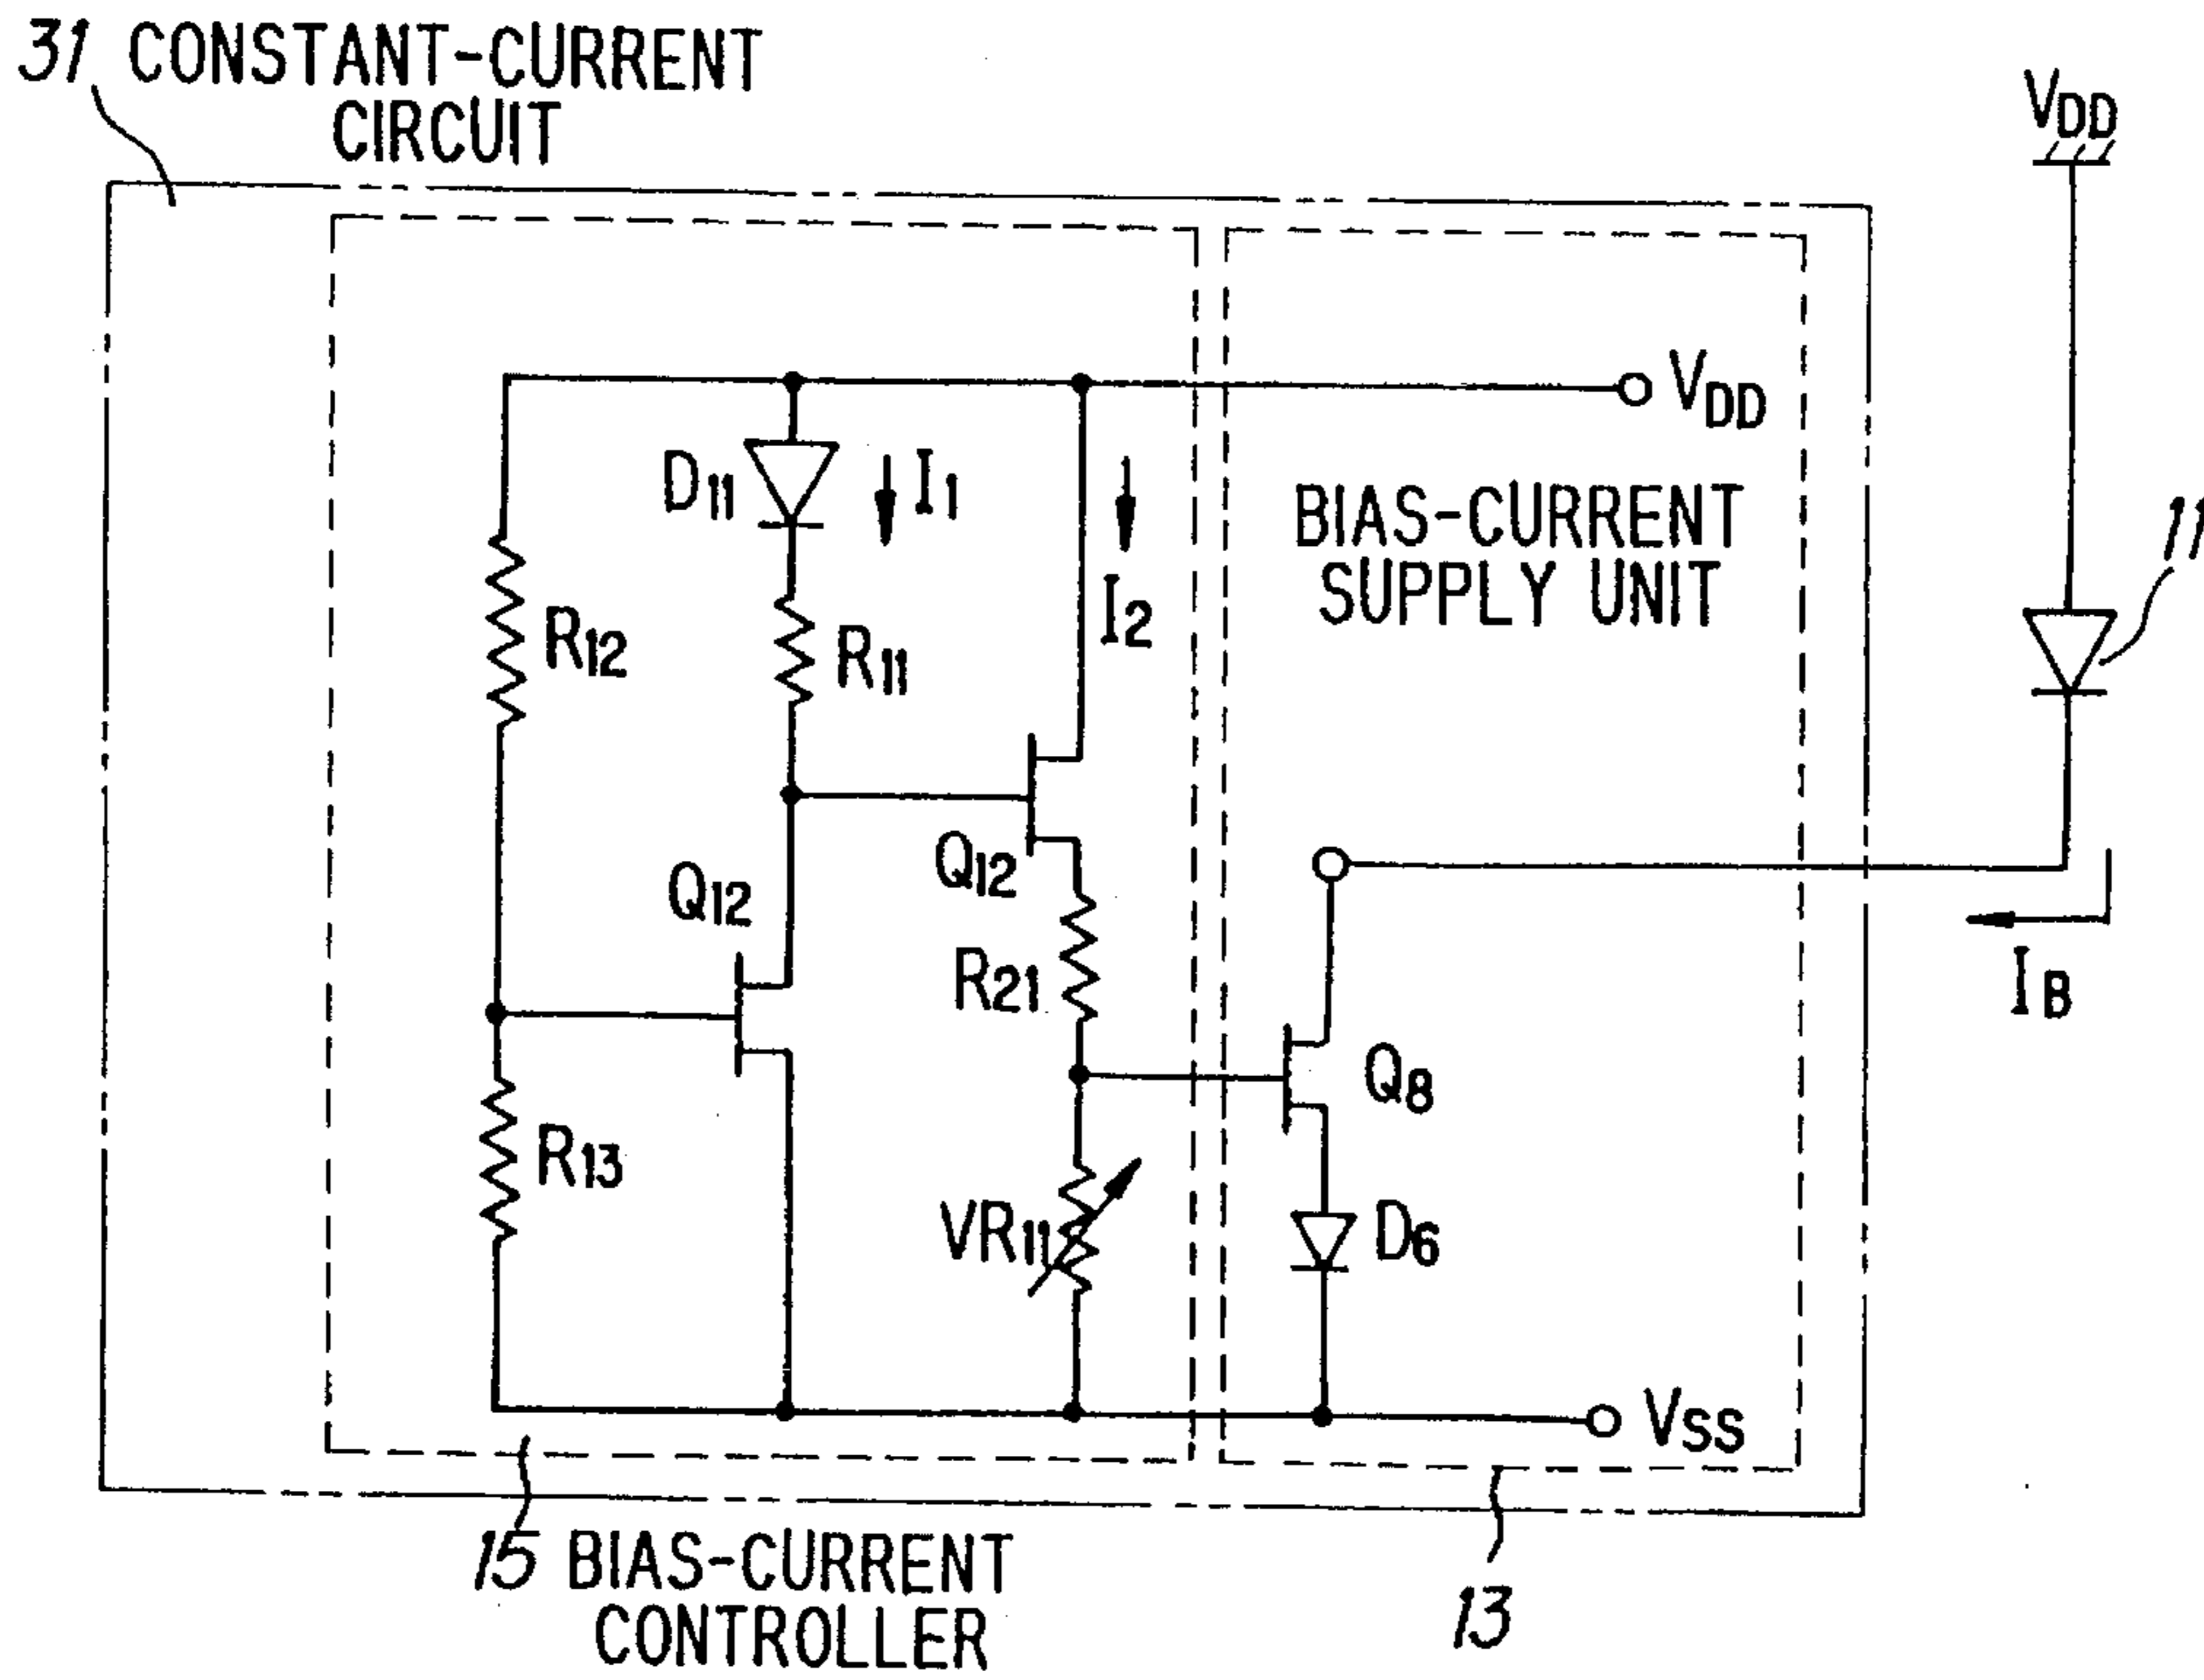 31 CONSTANT-CURRENT
CIRCUIT
VDD
VDD
D11
I1
I2
BIAS-CURRENT
SUPPLY UNIT
11
R12
R11
Q12
Q12
R21
IB
Q8
R13
VR11
D6
VSS
15 BIAS-CURRENT
CONTROLLER
13